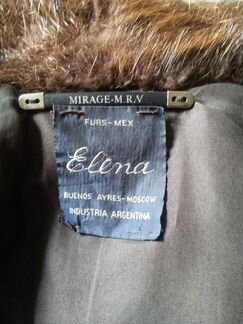 MIRAGE-M.R.V
FURS-MEX
Elena
BUENOS AYRES-MOSCOW
INDUSTRIA ARGENTINA